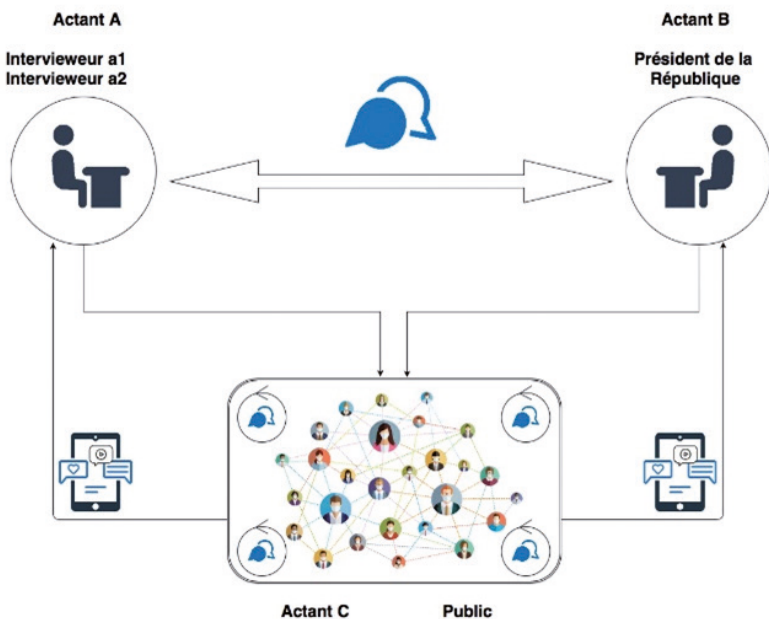 Actant A
Intervieweur a1
Intervieweur a2
Actant B
Président de la
République
Actant C Public